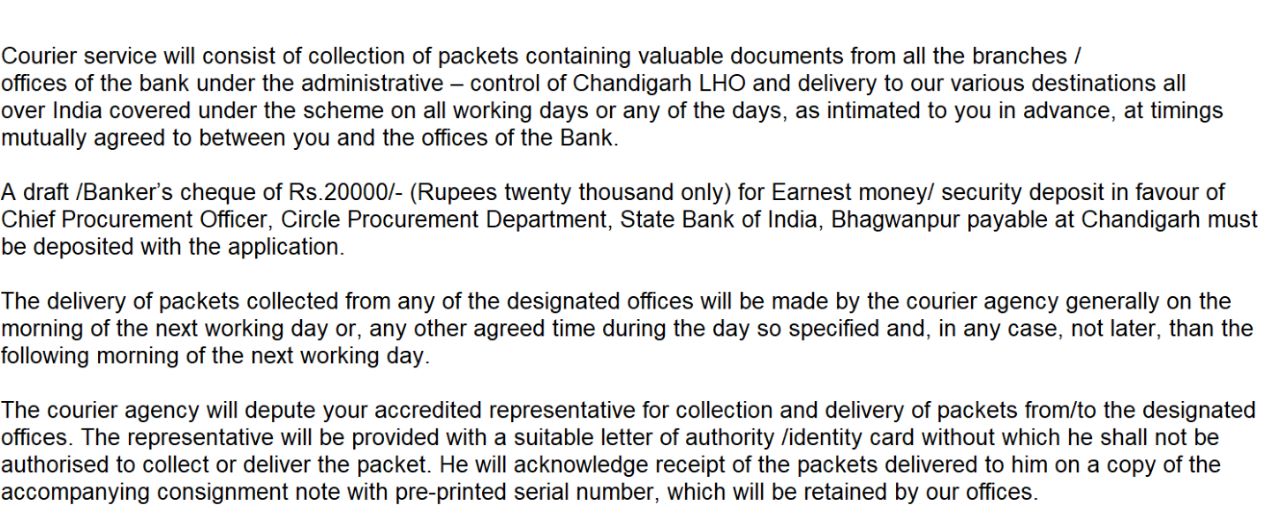 Courier service will consist of collection of packets containing valuable documents from all the branches /
offices of the bank under the administrative – control of Chandigarh LHO and delivery to our various destinations all
over India covered under the scheme on all working days or any of the days, as intimated to you in advance, at timings
mutually agreed to between you and the offices of the Bank.
A draft /Banker’s cheque of Rs.20000/- (Rupees twenty thousand only) for Earnest money/ security deposit in favour of
Chief Procurement Officer, Circle Procurement Department, State Bank of India, Bhagwanpur payable at Chandigarh must
be deposited with the application.
The delivery of packets collected from any of the designated offices will be made by the courier agency generally on the
morning of the next working day or, any other agreed time during the day so specified and, in any case, not later, than the
following morning of the next working day.
The courier agency will depute your accredited representative for collection and delivery of packets from/to the designated
offices. The representative will be provided with a suitable letter of authority /identity card without which he shall not be
authorised to collect or deliver the packet. He will acknowledge receipt of the packets delivered to him on a copy of the
accompanying consignment note with pre-printed serial number, which will be retained by our offices.